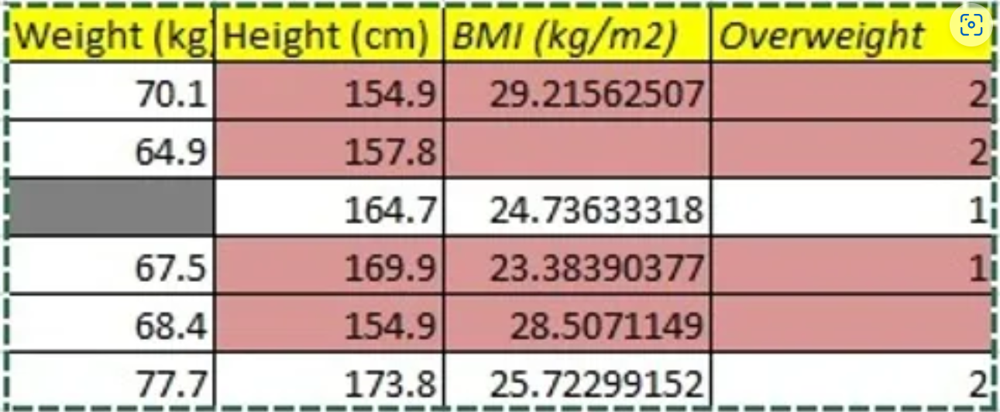 Weight (kg) Height (cm) BMI (kg/m2) Overweight
70.1 154.9 29.21562507 2
64.9 157.8 2
164.7 24.73633318 1
67.5 169.9 23.38390377 1
68.4 154.9 28.5071149
77.7 173.8 25.72299152 2